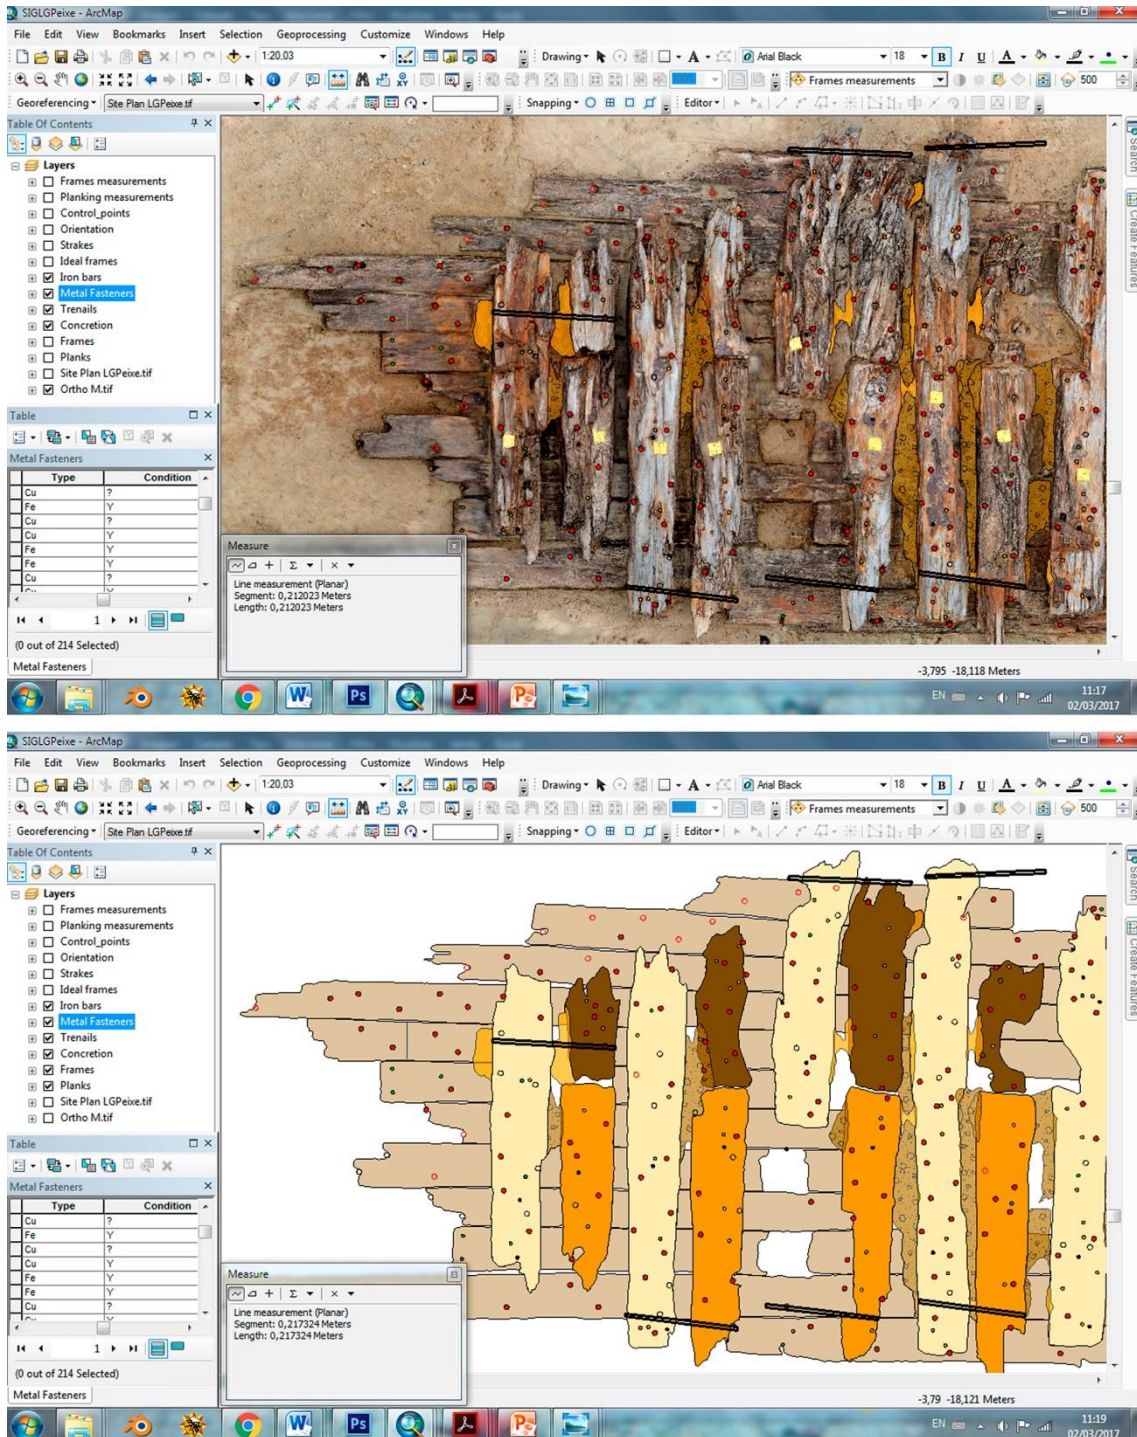 SIGLGPeixe - ArcMap
File Edit View Bookmarks Insert Selection Geoprocessing Customize Windows Help
1:20,03 Drawing Arial Black 18 B I U A
Frames measurements 500
Georeferencing Site Plan LGPeixe.tif Snapping Editor
Table Of Contents
Layers
Frames measurements
Planking measurements
Control_points
Orientation
Strakes
Ideal frames
Iron bars
Metal Fasteners
Trenails
Concretion
Frames
Planks
Site Plan LGPeixe.tif
Ortho M.tif
Search
Create Features
Table
Metal Fasteners
Type Condition
Cu ?
Fe Y
Cu ?
Cu Y
Fe Y
Fe Y
Cu ?
1
(0 out of 214 Selected)
Metal Fasteners
Measure
Line measurement (Planar)
Segment: 0,212023 Meters
Length: 0,212023 Meters
-3,795 -18,118 Meters
EN 11:17
02/03/2017
SIGLGPeixe - ArcMap
File Edit View Bookmarks Insert Selection Geoprocessing Customize Windows Help
1:20,03 Drawing Arial Black 18 B I U A
Frames measurements 500
Georeferencing Site Plan LGPeixe.tif Snapping Editor
Table Of Contents
Layers
Frames measurements
Planking measurements
Control_points
Orientation
Strakes
Ideal frames
Iron bars
Metal Fasteners
Trenails
Concretion
Frames
Planks
Site Plan LGPeixe.tif
Ortho M.tif
Search
Create Features
Table
Metal Fasteners
Type Condition
Cu ?
Fe Y
Cu ?
Cu Y
Fe Y
Fe Y
Cu ?
1
(0 out of 214 Selected)
Metal Fasteners
Measure
Line measurement (Planar)
Segment: 0,217324 Meters
Length: 0,217324 Meters
-3,79 -18,121 Meters
EN 11:19
02/03/2017